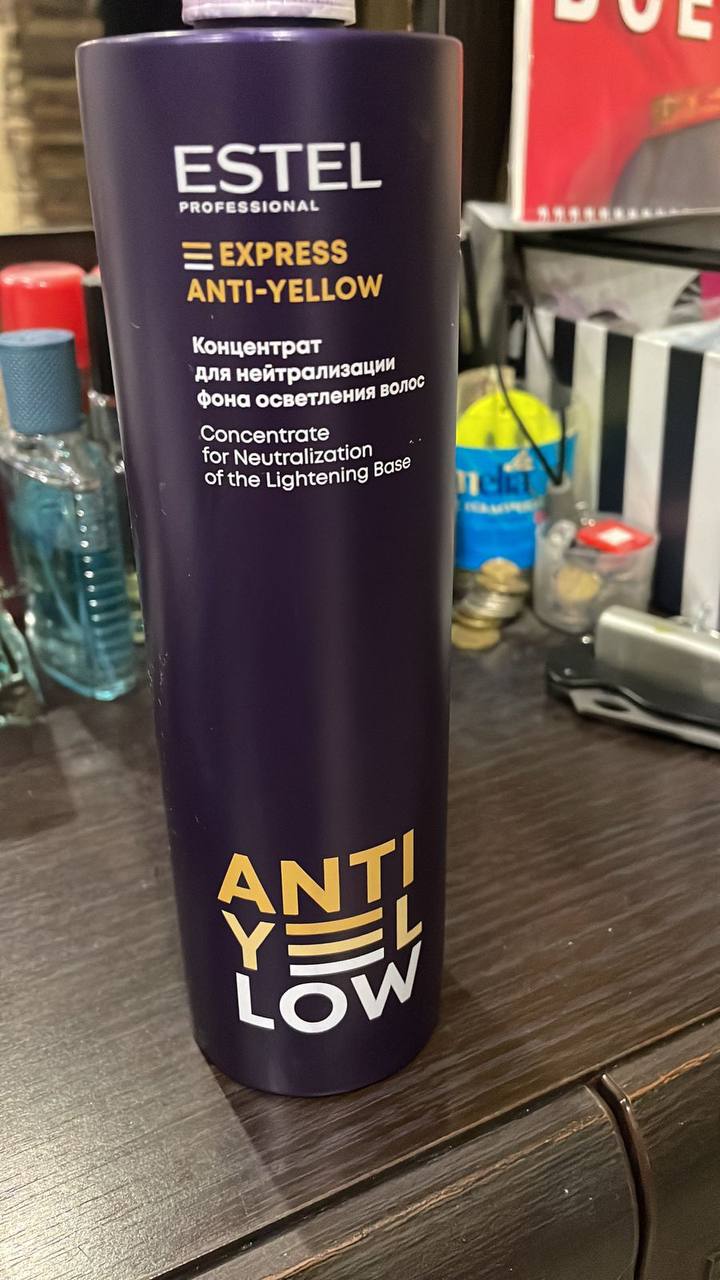 ESTEL
PROFESSIONAL
EXPRESS
ANTI-YELLOW
Концентрат
для нейтрализации
фона осветления волос
Concentrate
for Neutralization
of the Lightening Base
ANTI
YEL
LOW